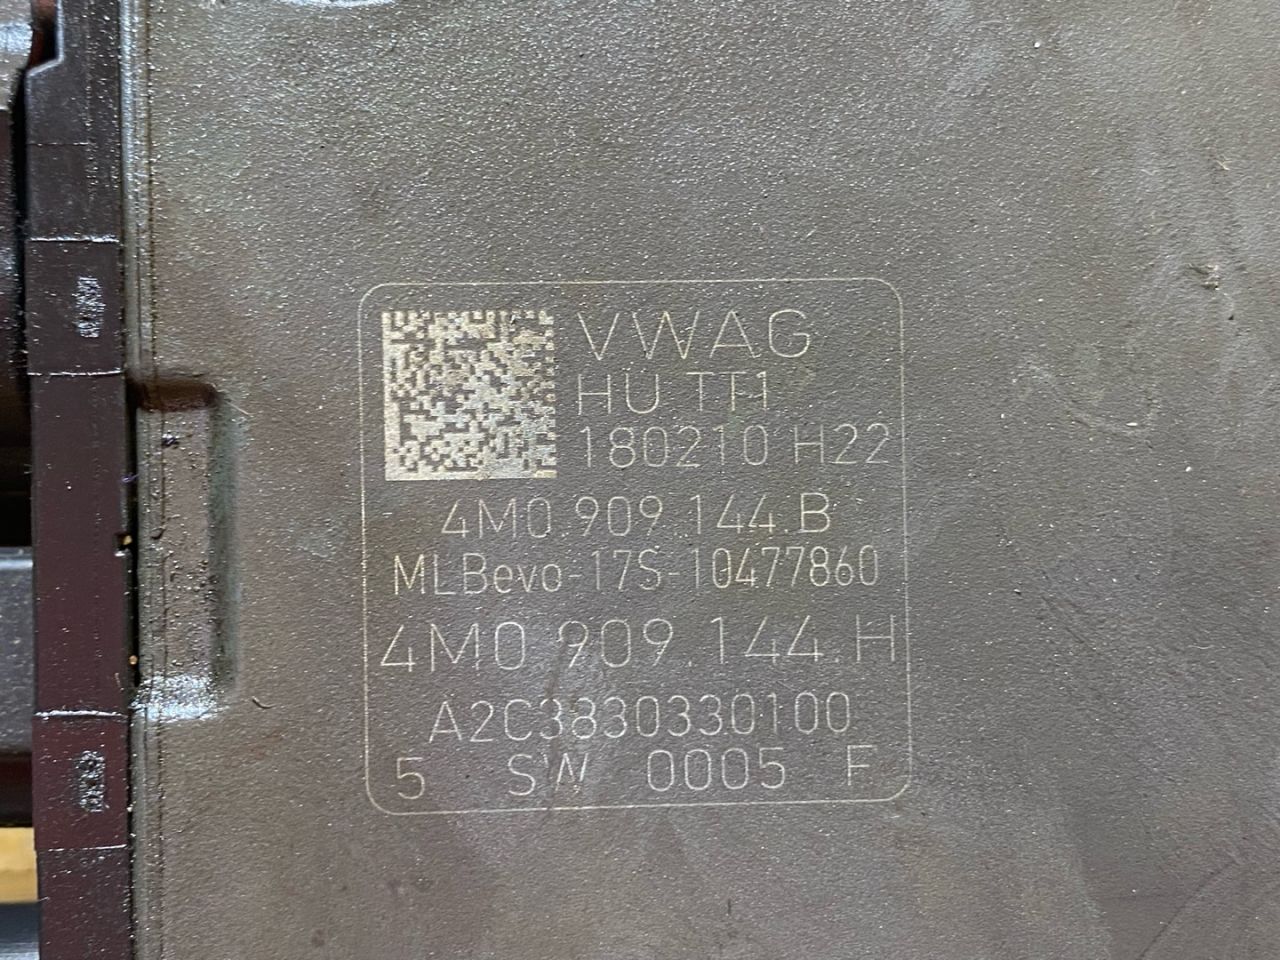 VWAG
HU TT1
180210 H22
4M0.909.144.B
MLBevo-17S-10477860
4M0.909.144.H
A2C3830330100
5 SW 0005 F